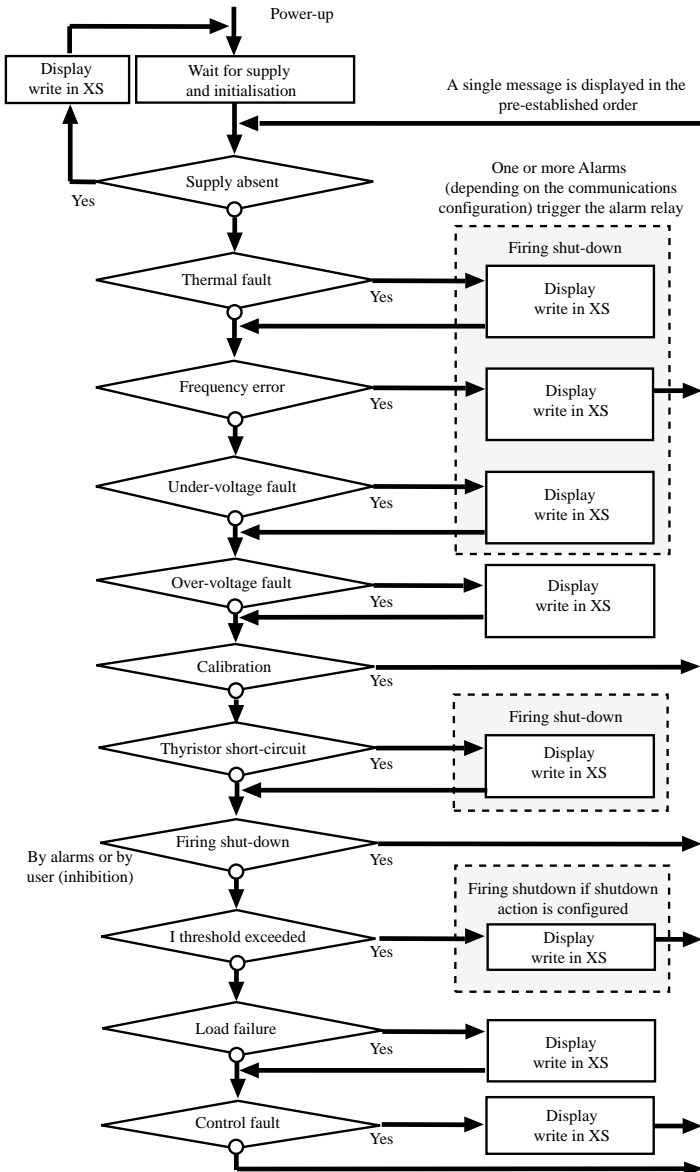 Power-up
Display
write in XS
Wait for supply
and initialisation
A single message is displayed in the
pre-established order
Supply absent
Yes
One or more Alarms
(depending on the communications
configuration) trigger the alarm relay
Firing shut-down
Thermal fault
Yes
Display
write in XS
Frequency error
Yes
Display
write in XS
Under-voltage fault
Yes
Display
write in XS
Over-voltage fault
Yes
Display
write in XS
Calibration
Yes
Firing shut-down
Thyristor short-circuit
Yes
Display
write in XS
Firing shut-down
Yes
By alarms or by
user (inhibition)
Firing shutdown if shutdown
action is configured
I threshold exceeded
Yes
Display
write in XS
Load failure
Yes
Display
write in XS
Control fault
Yes
Display
write in XS